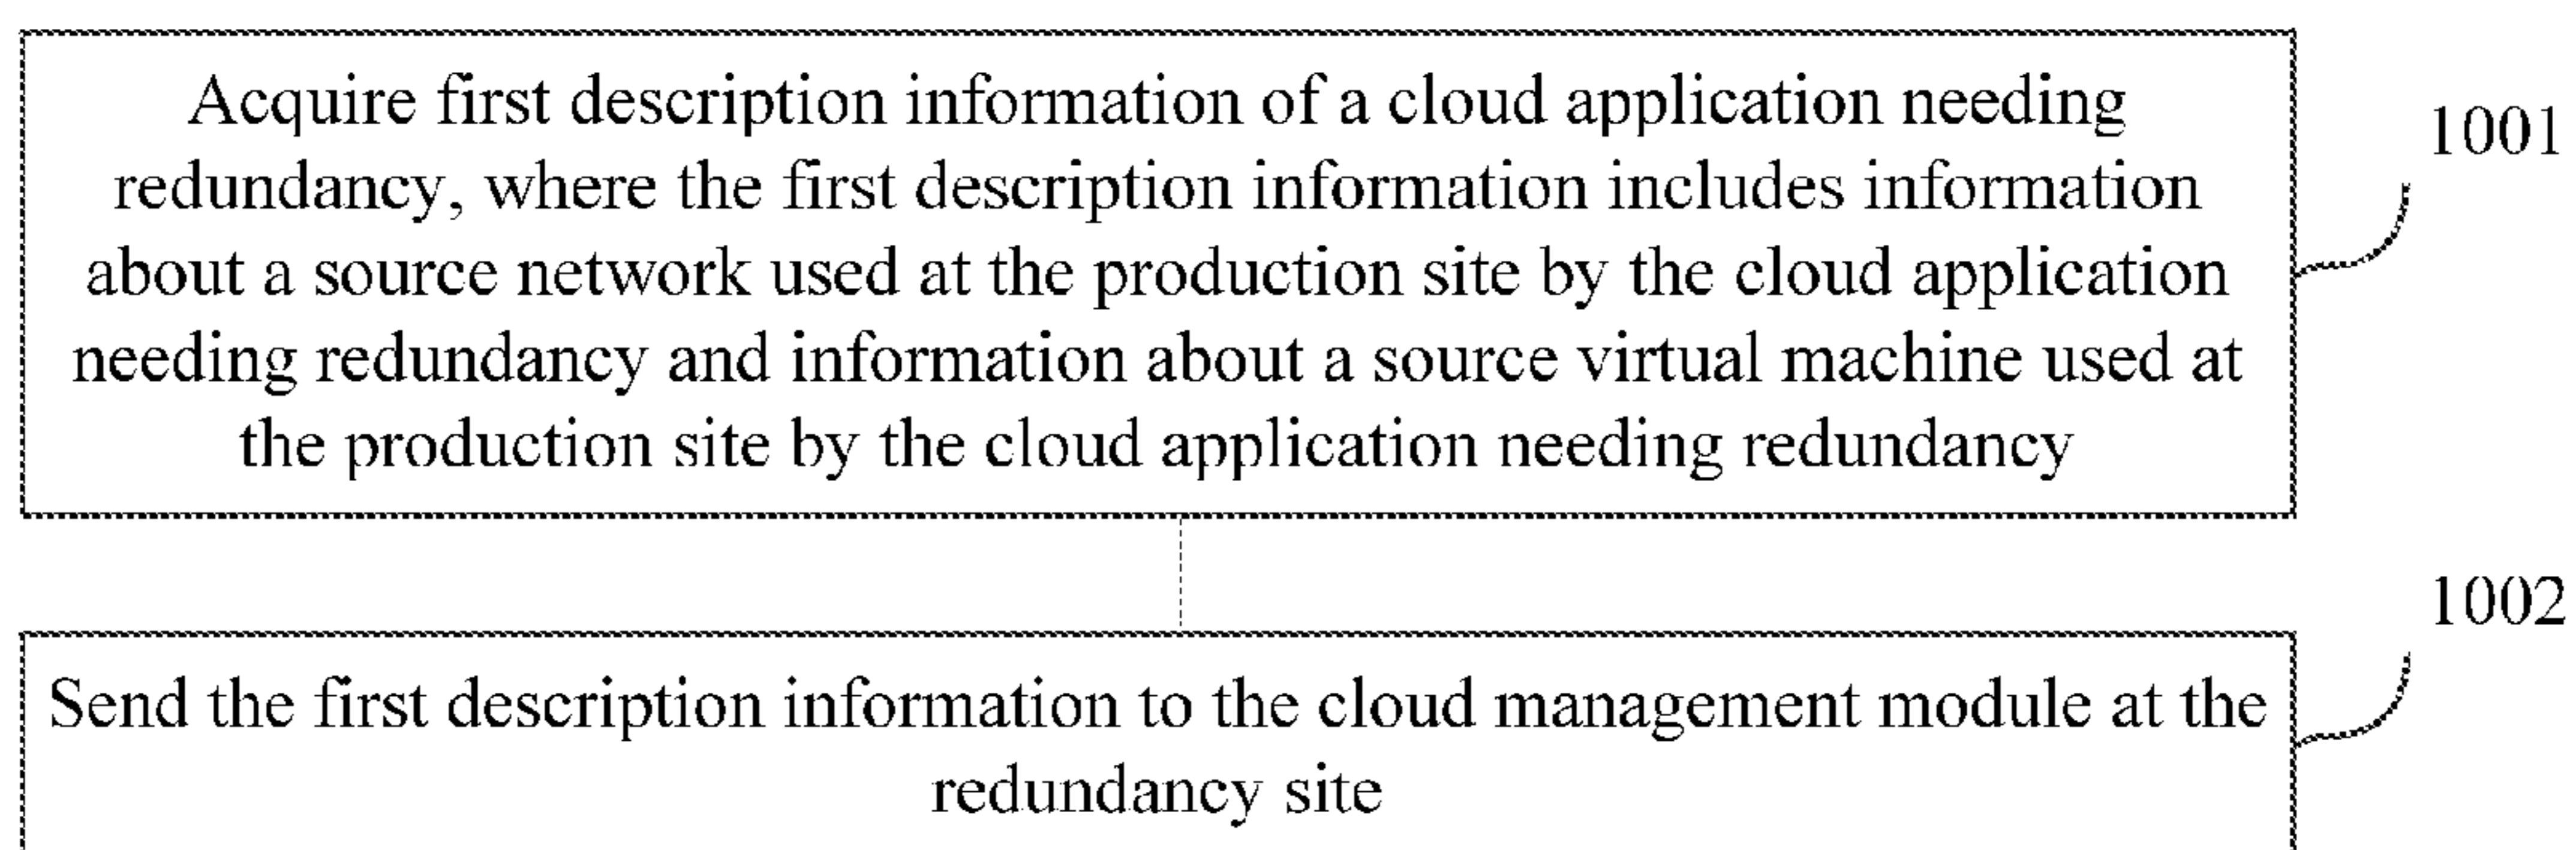 Acquire first description information of a cloud application needing
redundancy, where the first description information includes information
about a source network used at the production site by the cloud application
needing redundancy and information about a source virtual machine used at
the production site by the cloud application needing redundancy
1001
1002
Send the first description information to the cloud management module at the
redundancy site